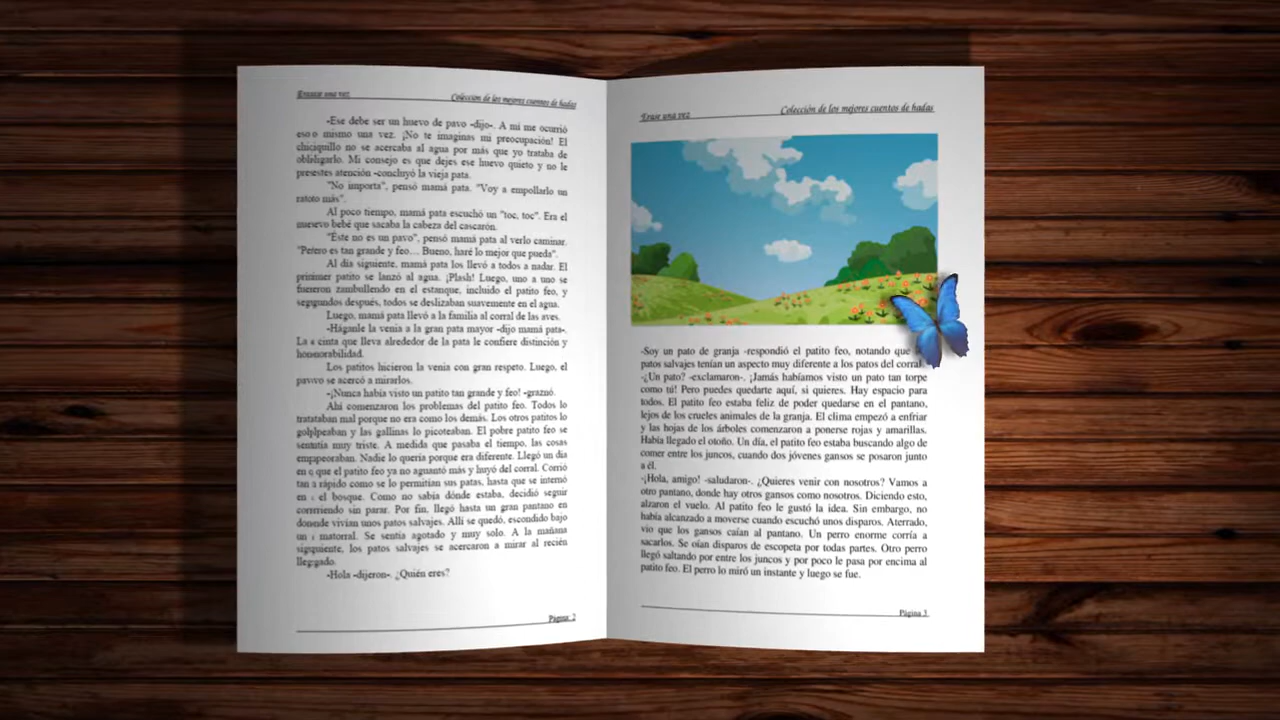 Erase una vez
Colección de los mejores cuentos de hadas
-Ese debe ser un huevo de pavo -dijo-. A mí me ocurrió
eso o mismo una vez. ¡No te imaginas mi preocupación! El
chiciquillo no se acercaba al agua por más que yo trataba de
obliligarlo. Mi consejo es que dejes ese huevo quieto y no le
presestes atención -concluyó la vieja pata.
"No importa", pensó mamá pata. "Voy a empollarlo un
ratoto más".
Al poco tiempo, mamá pata escuchó un "toc, toc". Era el
nuevo bebé que sacaba la cabeza del cascarón.
"Éste no es un pavo", pensó mamá pata al verlo caminar.
"Petero es tan grande y feo... Bueno, haré lo mejor que pueda".
Al día siguiente, mamá pata los llevó a todos a nadar. El
primimer patito se lanzó al agua. ¡Plash! Luego, uno a uno se
fueieron zambullendo en el estanque, incluido el patito feo, y
segugundos después, todos se deslizaban suavemente en el agua.
Luego, mamá pata llevó a la familia al corral de las aves.
-Háganle la venia a la gran pata mayor -dijo mamá pata-.
La cinta que lleva alrededor de la pata le confiere distinción y
honorabilidad.
Los patitos hicieron la venia con gran respeto. Luego, el
pavo se acercó a mirarlos.
-¡Nunca había visto un patito tan grande y feo! -graznó.
Ahí comenzaron los problemas del patito feo. Todos lo
tratataban mal porque no era como los demás. Los otros patitos lo
golplpeaban y las gallinas lo picoteaban. El pobre patito feo se
sentía muy triste. A medida que pasaba el tiempo, las cosas
empeoraban. Nadie lo quería porque era diferente. Llegó un día
en que el patito feo ya no aguantó más y huyó del corral. Corrió
tan rápido como se lo permitían sus patas, hasta que se internó
en el bosque. Como no sabía dónde estaba, decidió seguir
corriendo sin parar. Por fin, llegó hasta un gran pantano en
donde vivían unos patos salvajes. Allí se quedó, escondido bajo
un matorral. Se sentía agotado y muy solo. A la mañana
siguiente, los patos salvajes se acercaron a mirar al recién
llegado.
-Hola -dijeron-. ¿Quién eres?
Página 2
Erase una vez
Colección de los mejores cuentos de hadas
-Soy un pato de granja -respondió el patito feo, notando que
patos salvajes tenían un aspecto muy diferente a los patos del corral
-¿Un pato? -exclamaron-. ¡Jamás habíamos visto un pato tan torpe
como tú! Pero puedes quedarte aquí, si quieres. Hay espacio para
todos. El patito feo estaba feliz de poder quedarse en el pantano,
lejos de los crueles animales de la granja. El clima empezó a enfriar
y las hojas de los árboles comenzaron a ponerse rojas y amarillas.
Había llegado el otoño. Un día, el patito feo estaba buscando algo de
comer entre los juncos, cuando dos jóvenes gansos se posaron junto
a él.
-¡Hola, amigo! -saludaron-. ¿Quieres venir con nosotros? Vamos a
otro pantano, donde hay otros gansos como nosotros. Diciendo esto,
alzaron el vuelo. Al patito feo le gustó la idea. Sin embargo, no
había alcanzado a moverse cuando escuchó unos disparos. Aterrado,
vio que los gansos caían al pantano. Un perro enorme corría a
sacarlos. Se oían disparos de escopeta por todas partes. Otro perro
llegó saltando por entre los juncos y por poco le pasa por encima al
patito feo. El perro lo miró un instante y luego se fue.
Página 3